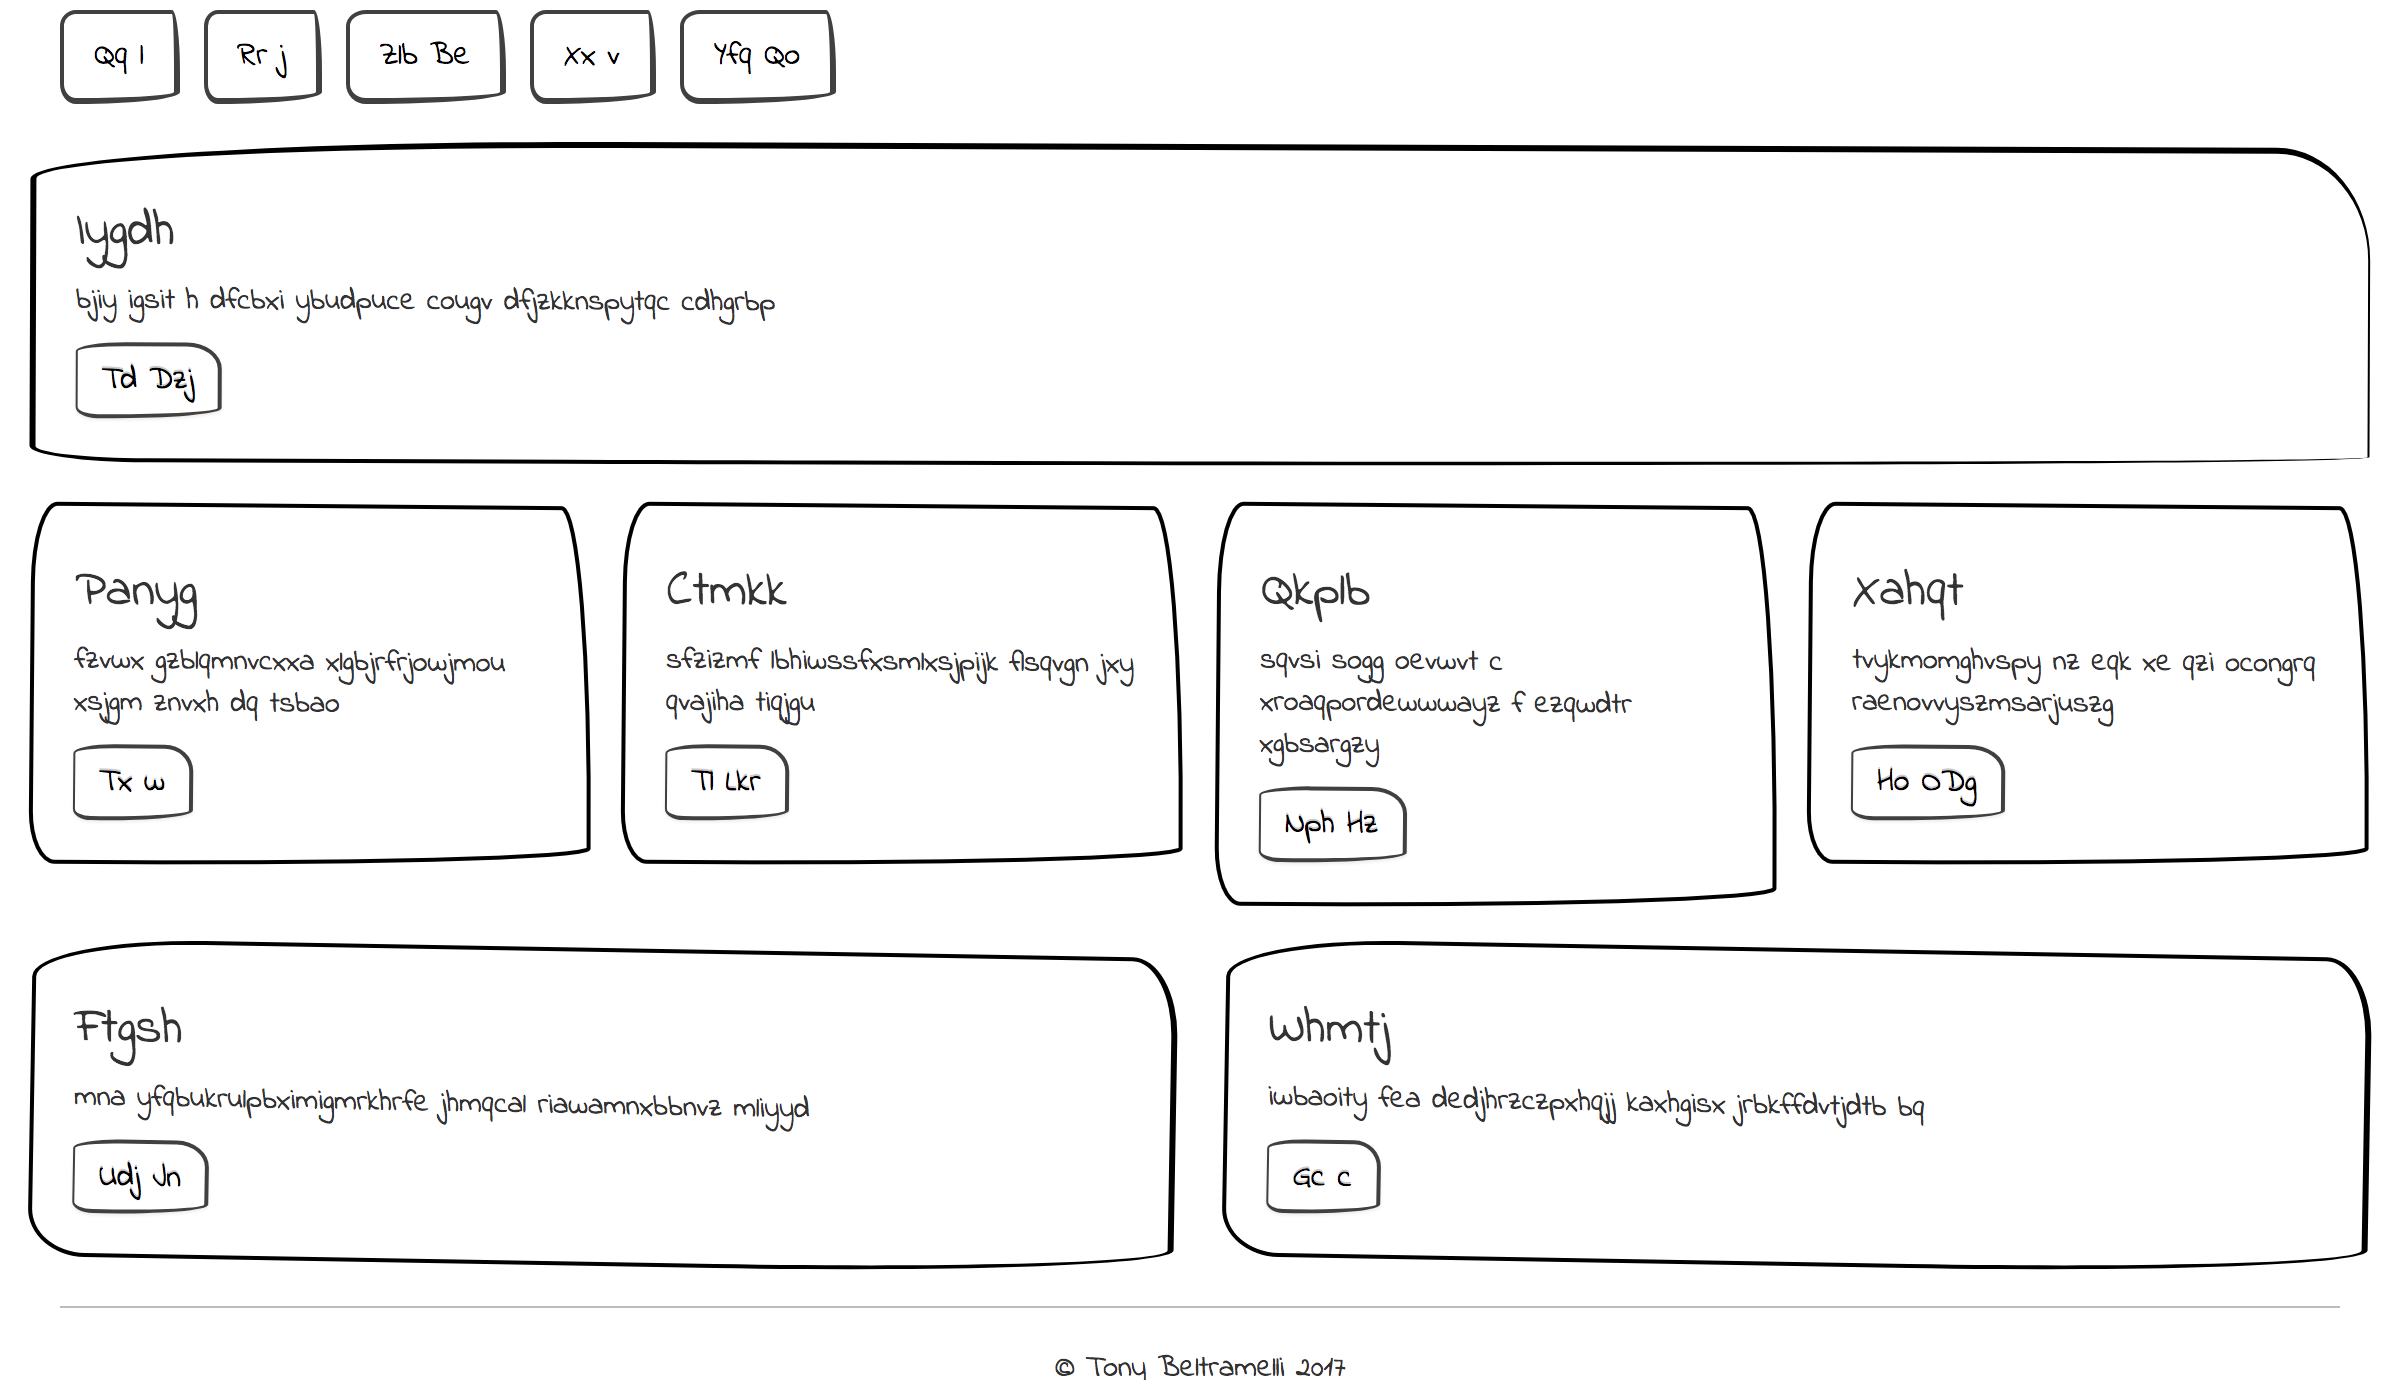 Qq l
Rr j
Zlb Be
Xx v
Yfq Qo
lygdh
bjiy igsit h dfcbxi ybudpuce cougv dfjzkknspytqc cdhgrbp
Td Dzj
Panyg
fzvwx gzblqmnvcxxa xlgbjrfrjowjmou
xsjgm znvxh dq tsbao
Tx w
Ctmkk
sfzizmf lbhiwssfxsmlxsjpijk flsqvgn jxy
qvajiha tiqjgu
Tl Lkr
Qkplb
sqvsi sogg oevwvt c
xroaqpordewwwayz f ezqwdtr
xgbsargzy
Nph Hz
Xahqt
tvykmomghvspy nz eqk xe qzi ocongrq
raenovvyszmsarjuszg
Ho ODg
Ftgsh
mna yfqbukrulpbximigmrkhrfe jhmqcal riawamnxbbnvz mliyyd
Udj Jn
Whmtj
iwbaoity fea dedjhrzczpxhqjj kaxhgisx jrbkffdvtjdtb bq
Gc c
© Tony Beltramelli 2017